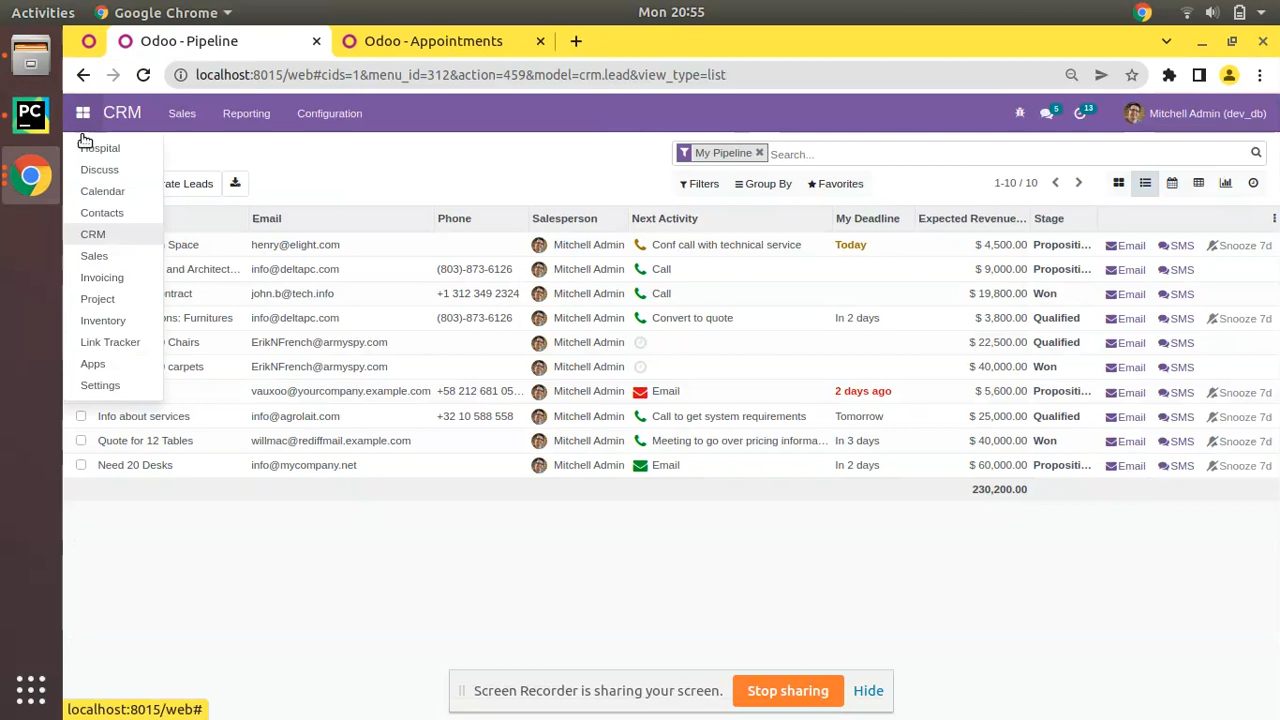 Activities Google Chrome Mon 20:55
Odoo - Pipeline Odoo - Appointments
localhost:8015/web#cids=1&menu_id=312&action=459&model=crm.lead&view_type=list
CRM Sales Reporting Configuration 5 13 Mitchell Admin (dev_db)
My Pipeline Search...
rate Leads Filters Group By Favorites 1-10 / 10
Hospital
Discuss
Calendar
Contacts
CRM
Sales
Invoicing
Project
Inventory
Link Tracker
Apps
Settings
Email Phone Salesperson Next Activity My Deadline Expected Revenue... Stage
Space henry@elight.com Mitchell Admin Conf call with technical service Today $ 4,500.00 Propositi... Email SMS Snooze 7d
and Architect... info@deltapc.com (803)-873-6126 Mitchell Admin Call $ 9,000.00 Propositi... Email SMS
ontract john.b@tech.info +1 312 349 2324 Mitchell Admin Call $ 19,800.00 Won Email SMS
ons: Furnitures info@deltapc.com (803)-873-6126 Mitchell Admin Convert to quote In 2 days $ 3,800.00 Qualified Email SMS Snooze 7d
Chairs ErikNFrench@armyspy.com Mitchell Admin $ 22,500.00 Qualified Email SMS
carpets ErikNFrench@armyspy.com Mitchell Admin $ 40,000.00 Won Email SMS
vauxoo@yourcompany.example.com +58 212 681 05... Mitchell Admin Email 2 days ago $ 5,600.00 Propositi... Email SMS Snooze 7d
Info about services info@agrolait.com +32 10 588 558 Mitchell Admin Call to get system requirements Tomorrow $ 25,000.00 Qualified Email SMS Snooze 7d
Quote for 12 Tables willmac@rediffmail.example.com Mitchell Admin Meeting to go over pricing informa... In 3 days $ 40,000.00 Won Email SMS Snooze 7d
Need 20 Desks info@mycompany.net Mitchell Admin Email In 2 days $ 60,000.00 Propositi... Email SMS Snooze 7d
230,200.00
PC
Screen Recorder is sharing your screen. Stop sharing Hide
localhost:8015/web#